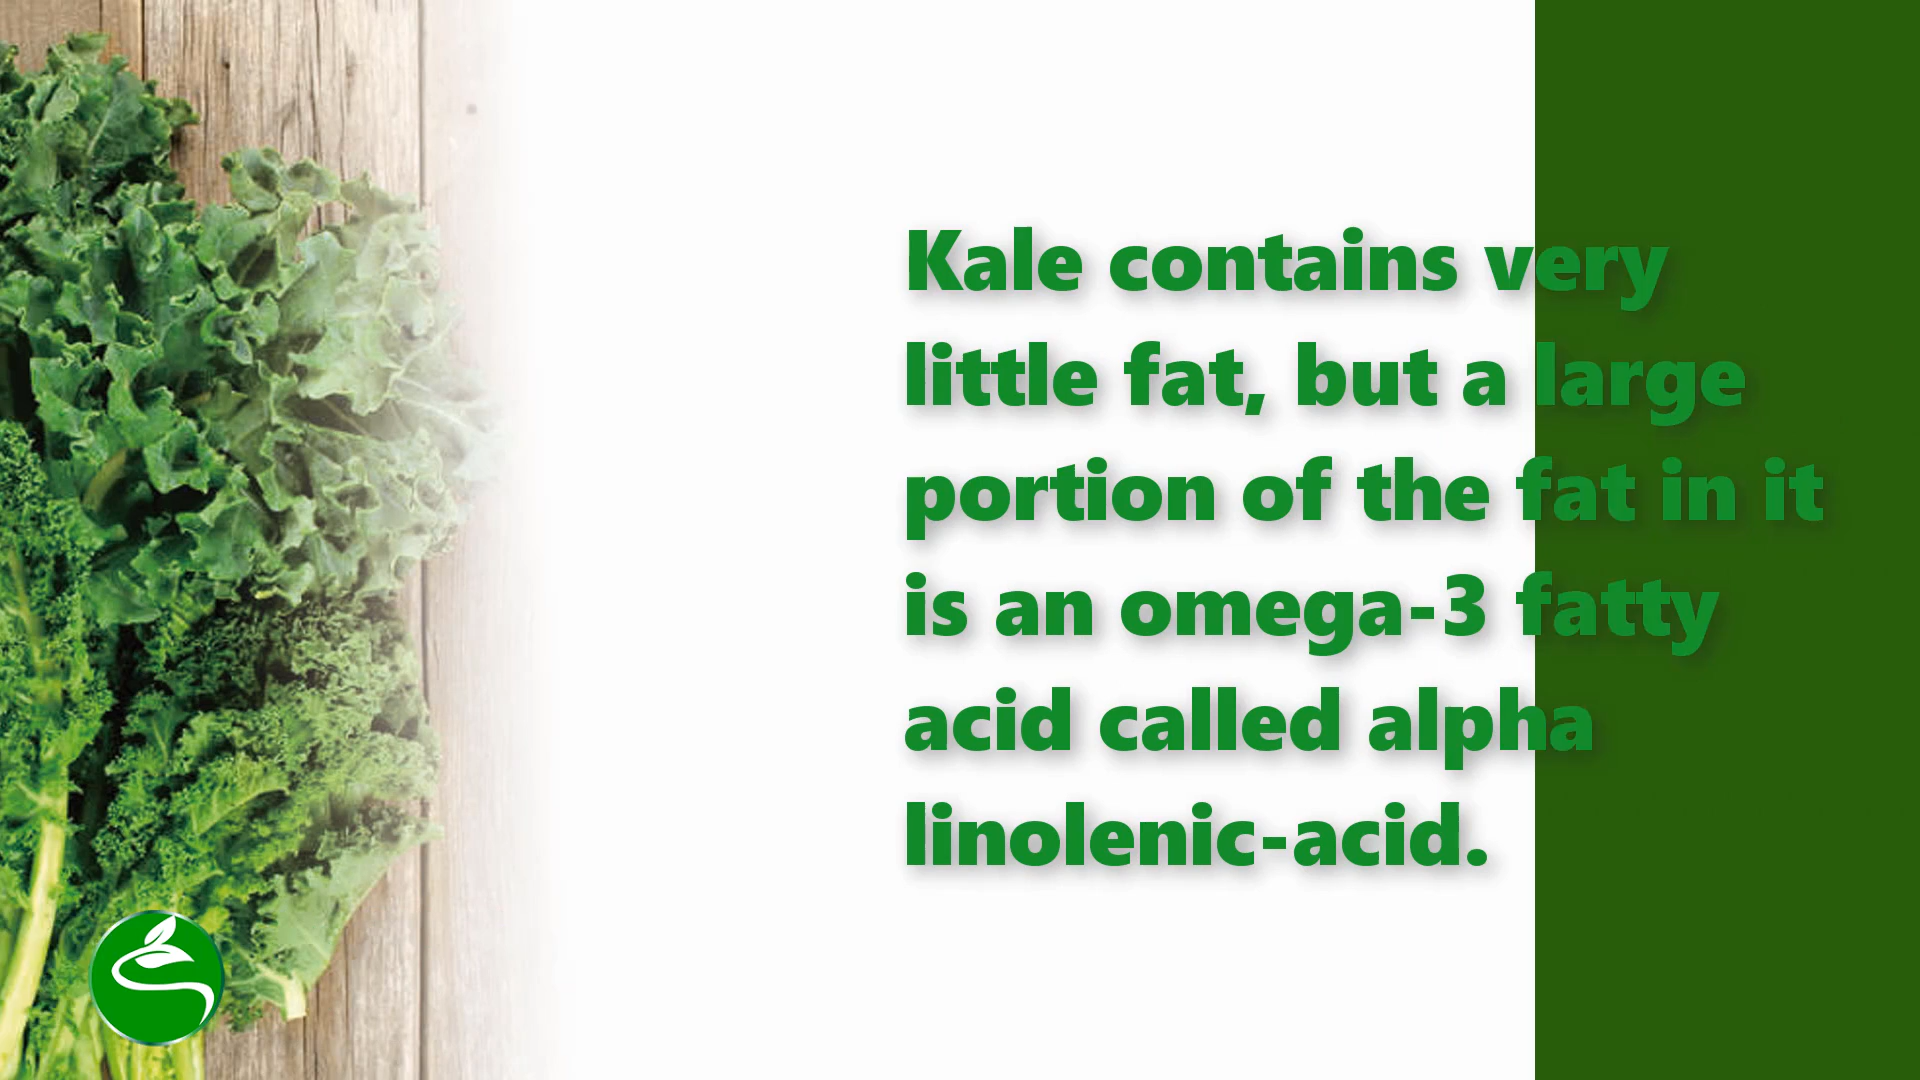 Kale contains very
little fat, but a large
portion of the fat in it
is an omega-3 fatty
acid called alpha
linolenic-acid.